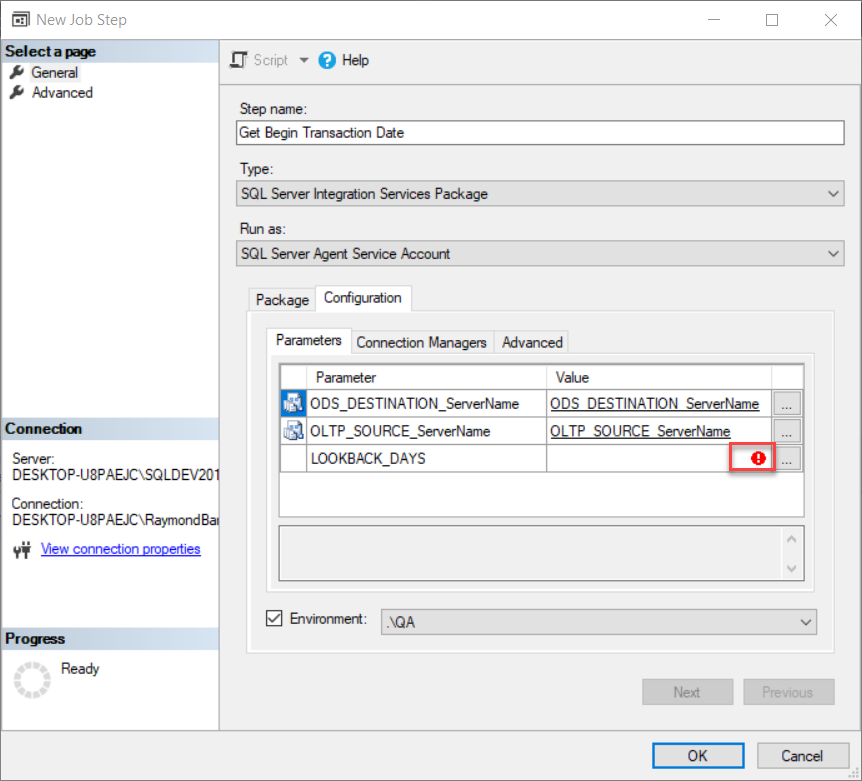 New Job Step
Select a page
General
Advanced
Script
Help
Step name:
Get Begin Transaction Date
Type:
SQL Server Integration Services Package
Run as:
SQL Server Agent Service Account
Package
Configuration
Parameters
Connection Managers
Advanced
Parameter Value
ODS_DESTINATION_ServerName ODS_DESTINATION_ServerName ...
OLTP_SOURCE_ServerName OLTP_SOURCE_ServerName ...
LOOKBACK_DAYS ! ...
Environment: .\QA
Connection
Server:
DESKTOP-U8PAEJC\SQLDEV201
Connection:
DESKTOP-U8PAEJC\RaymondBar
View connection properties
Progress
Ready
Next
Previous
OK
Cancel